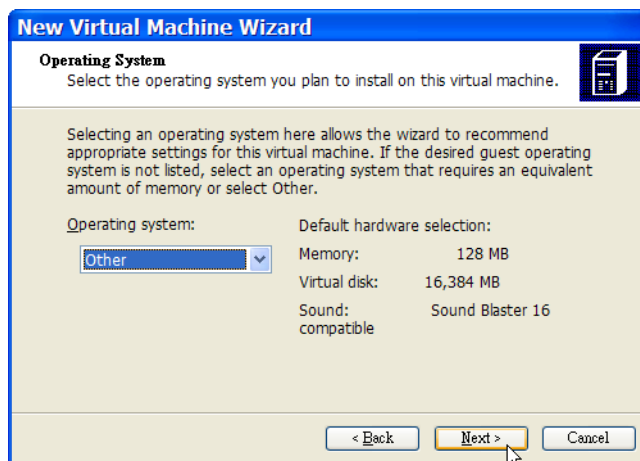 New Virtual Machine Wizard
Operating System
Select the operating system you plan to install on this virtual machine.
Selecting an operating system here allows the wizard to recommend
appropriate settings for this virtual machine. If the desired guest operating
system is not listed, select an operating system that requires an equivalent
amount of memory or select Other.
Operating system:
Other
Default hardware selection:
Memory: 128 MB
Virtual disk: 16,384 MB
Sound: Sound Blaster 16
compatible
< Back Next > Cancel